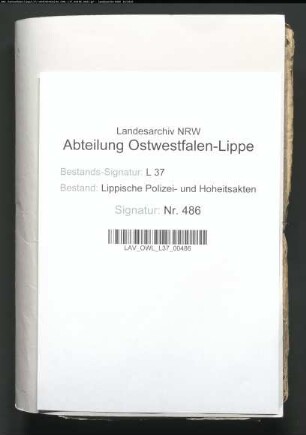 Landesarchiv NRW
Abteilung Ostwestfalen-Lippe
Bestands-Signatur: L 37
Bestand: Lippische Polizei- und Hoheitsakten
Signatur: Nr. 486
LAV_OWL_L37_00486